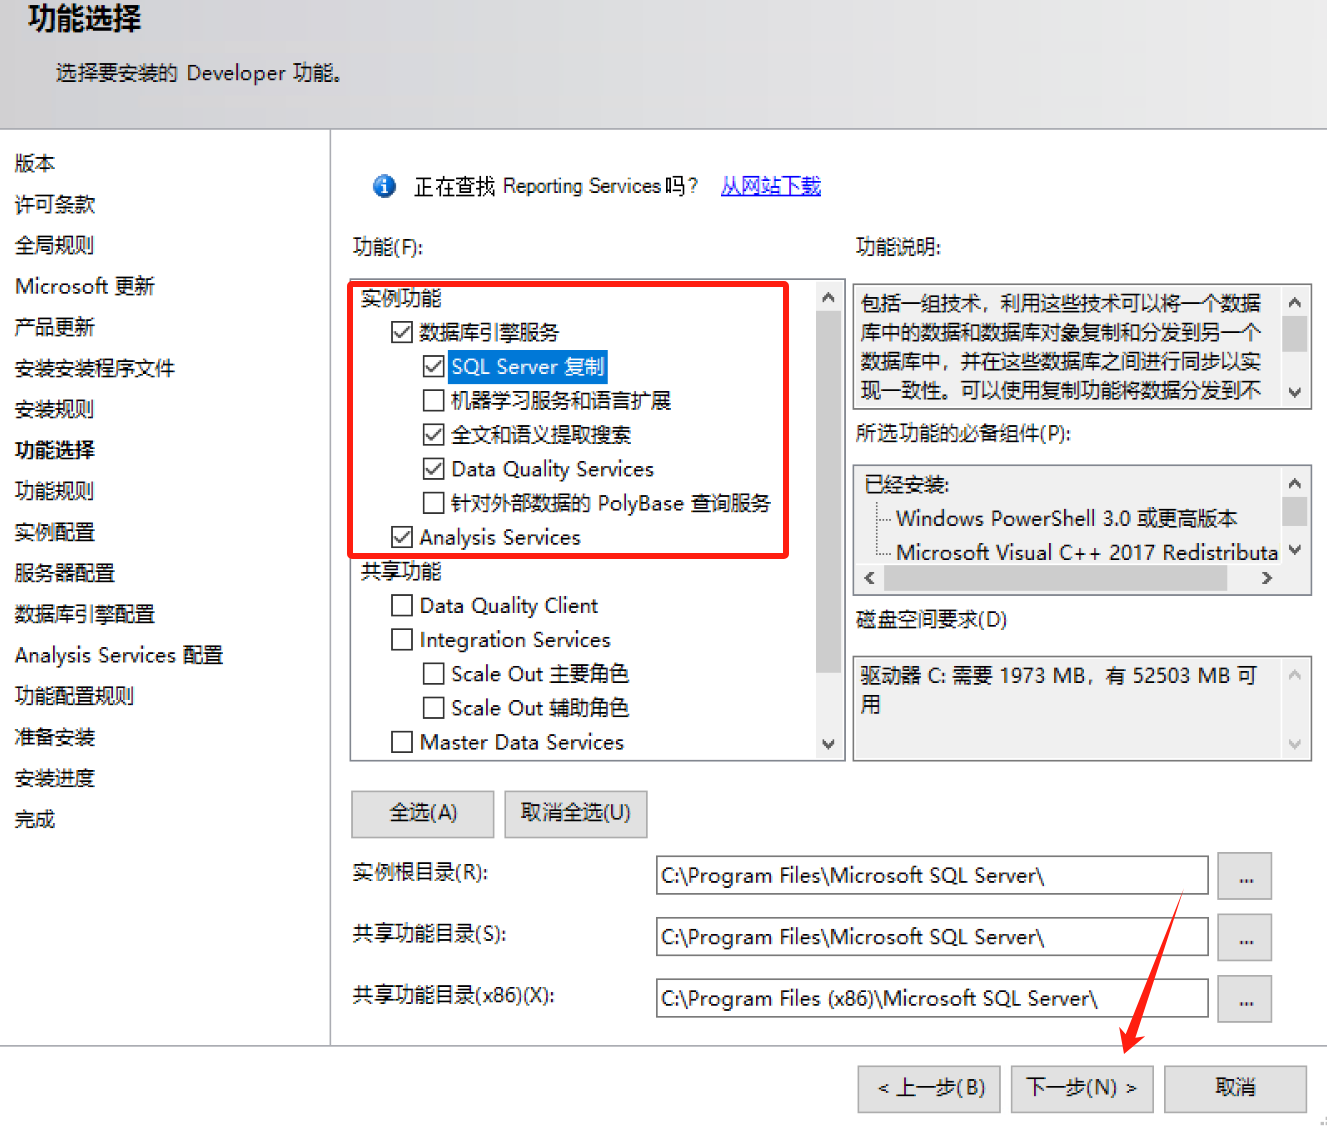 功能选择
选择要安装的 Developer 功能。
版本
许可条款
全局规则
Microsoft 更新
产品更新
安装安装程序文件
安装规则
功能选择
功能规则
实例配置
服务器配置
数据库引擎配置
Analysis Services 配置
功能配置规则
准备安装
安装进度
完成
正在查找 Reporting Services 吗? 从网站下载
功能(F):
实例功能
数据库引擎服务
SQL Server 复制
机器学习服务和语言扩展
全文和语义提取搜索
Data Quality Services
针对外部数据的 PolyBase 查询服务
Analysis Services
共享功能
Data Quality Client
Integration Services
Scale Out 主要角色
Scale Out 辅助角色
Master Data Services
功能说明:
包括一组技术，利用这些技术可以将一个数据
库中的数据和数据库对象复制和分发到另一个
数据库中，并在这些数据库之间进行同步以实
现一致性。可以使用复制功能将数据分发到不
所选功能的必备组件(P):
已经安装:
Windows PowerShell 3.0 或更高版本
Microsoft Visual C++ 2017 Redistributa
磁盘空间要求(D)
驱动器 C: 需要 1973 MB，有 52503 MB 可
用
全选(A)
取消全选(U)
实例根目录(R):
C:\Program Files\Microsoft SQL Server\
...
共享功能目录(S):
C:\Program Files\Microsoft SQL Server\
...
共享功能目录(x86)(X):
C:\Program Files (x86)\Microsoft SQL Server\
...
< 上一步(B)
下一步(N) >
取消